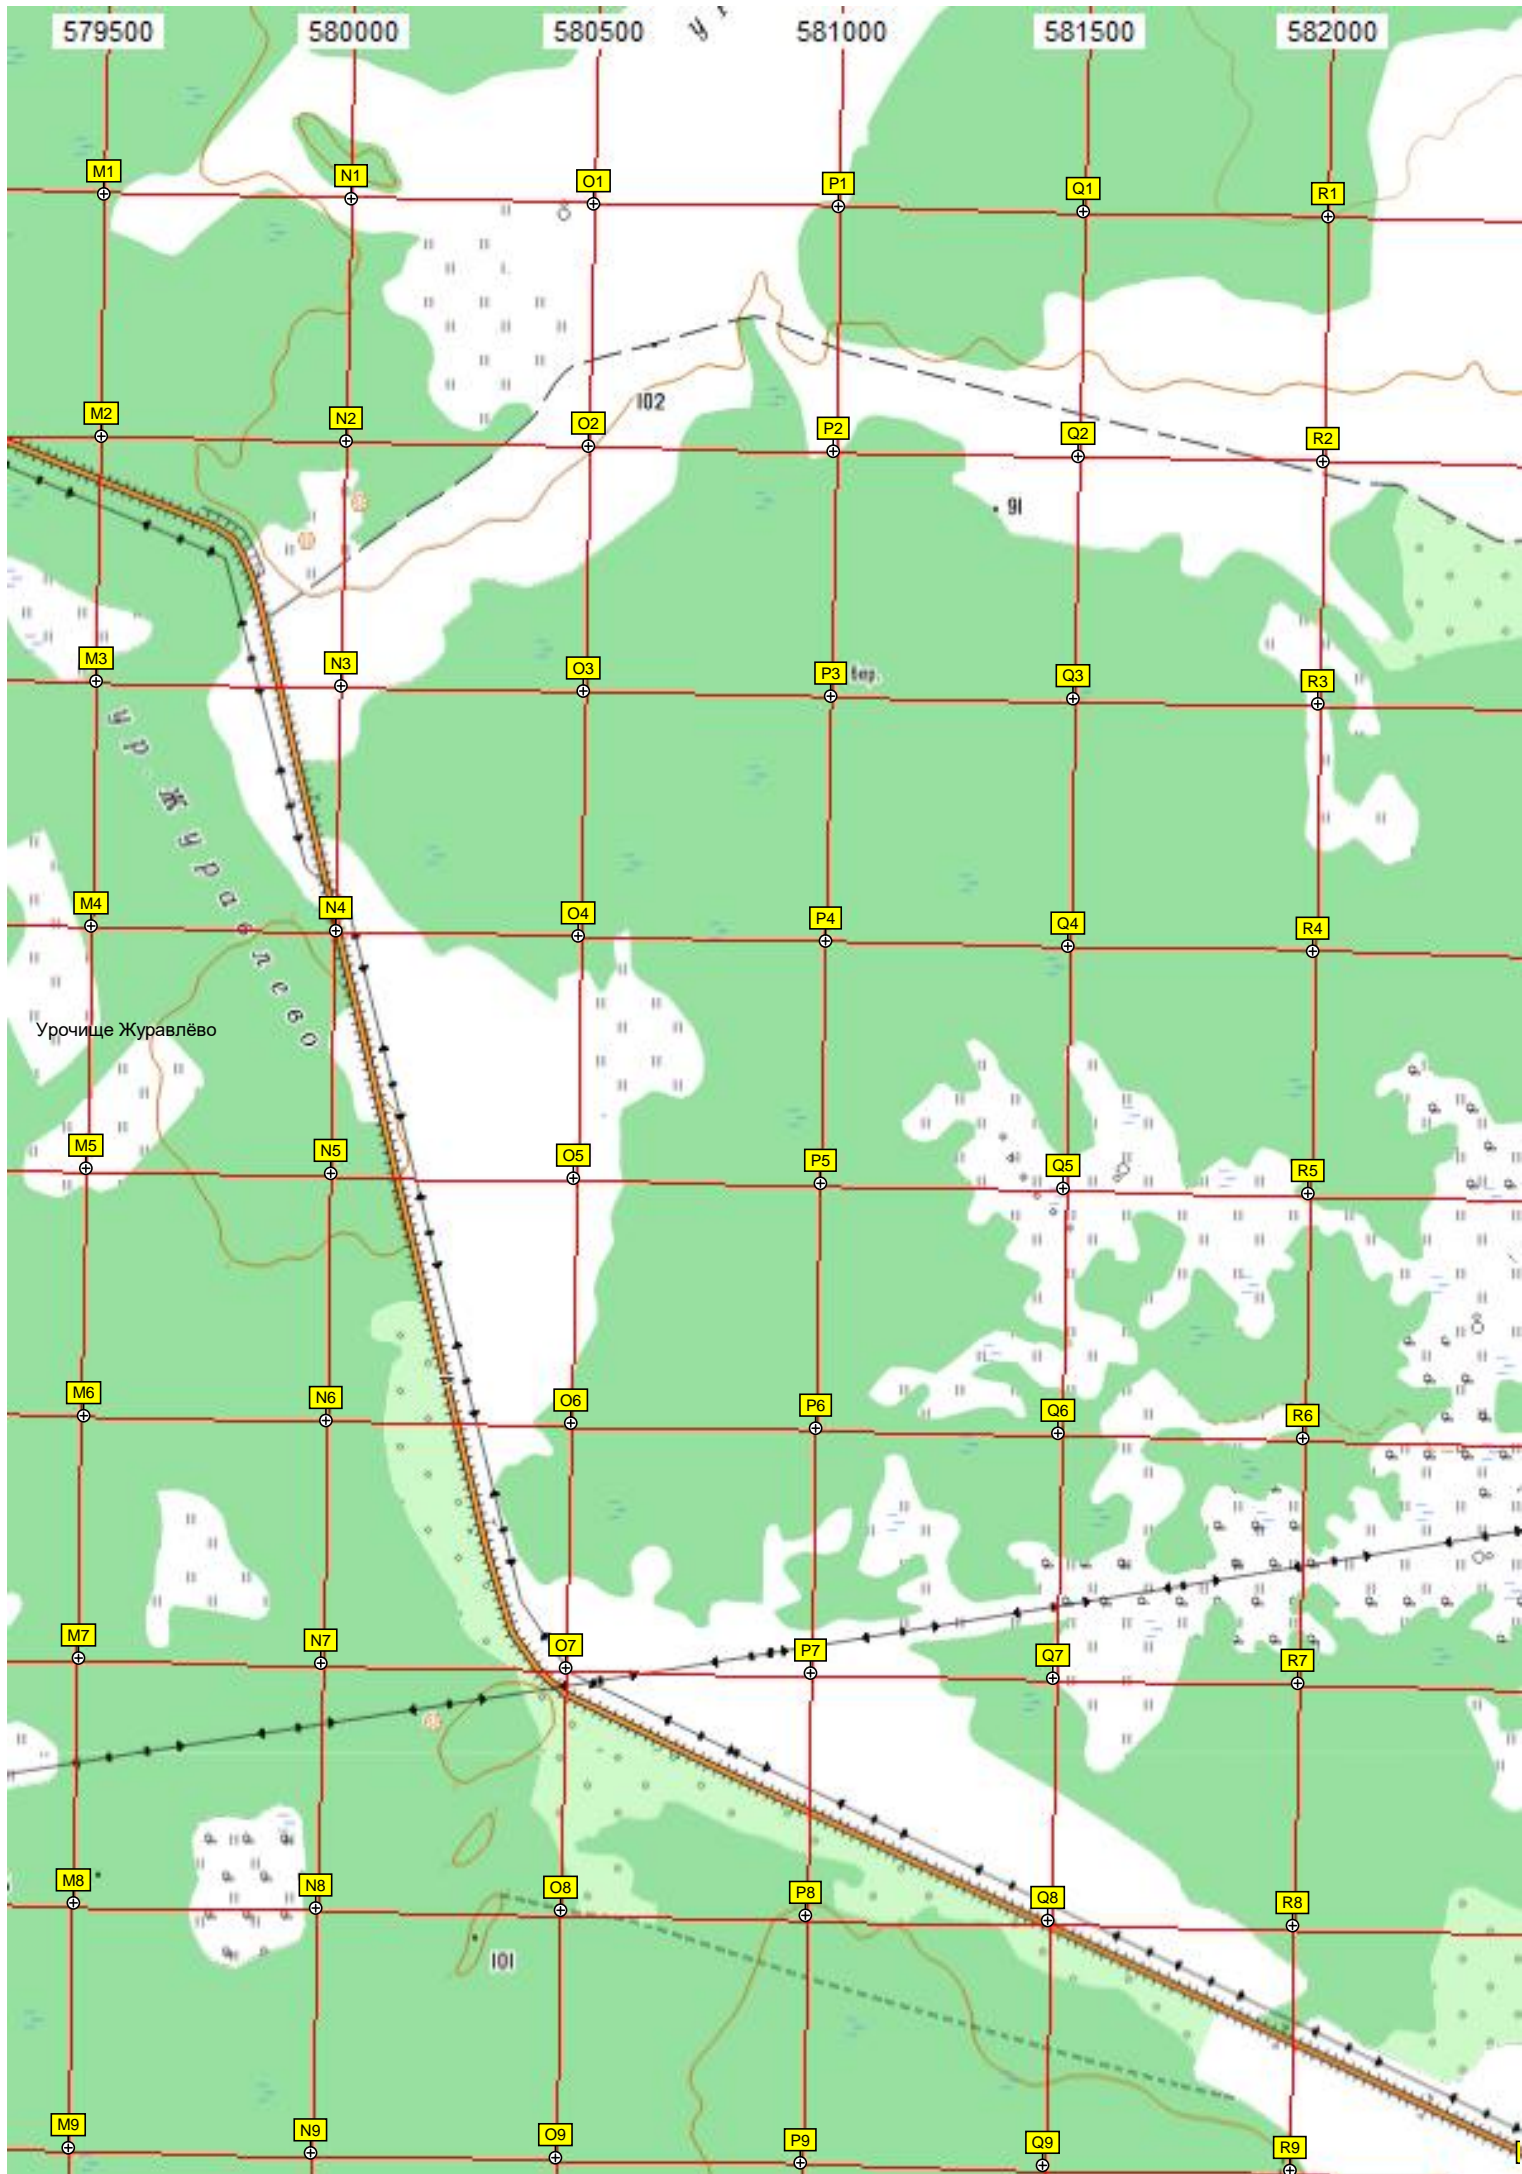 579500 580000 580500 581000 581500 582000
M1 N1 O1 P1 Q1 R1
102
M2 N2 O2 P2 Q2 R2
91
M3 N3 O3 P3 Q3 R3
ур. Журавлево
M4 N4 O4 P4 Q4 R4
Урочище Журавлёво
M5 N5 O5 P5 Q5 R5
M6 N6 O6 P6 Q6 R6
M7 N7 O7 P7 Q7 R7
M8 N8 O8 P8 Q8 R8
101
M9 N9 O9 P9 Q9 R9